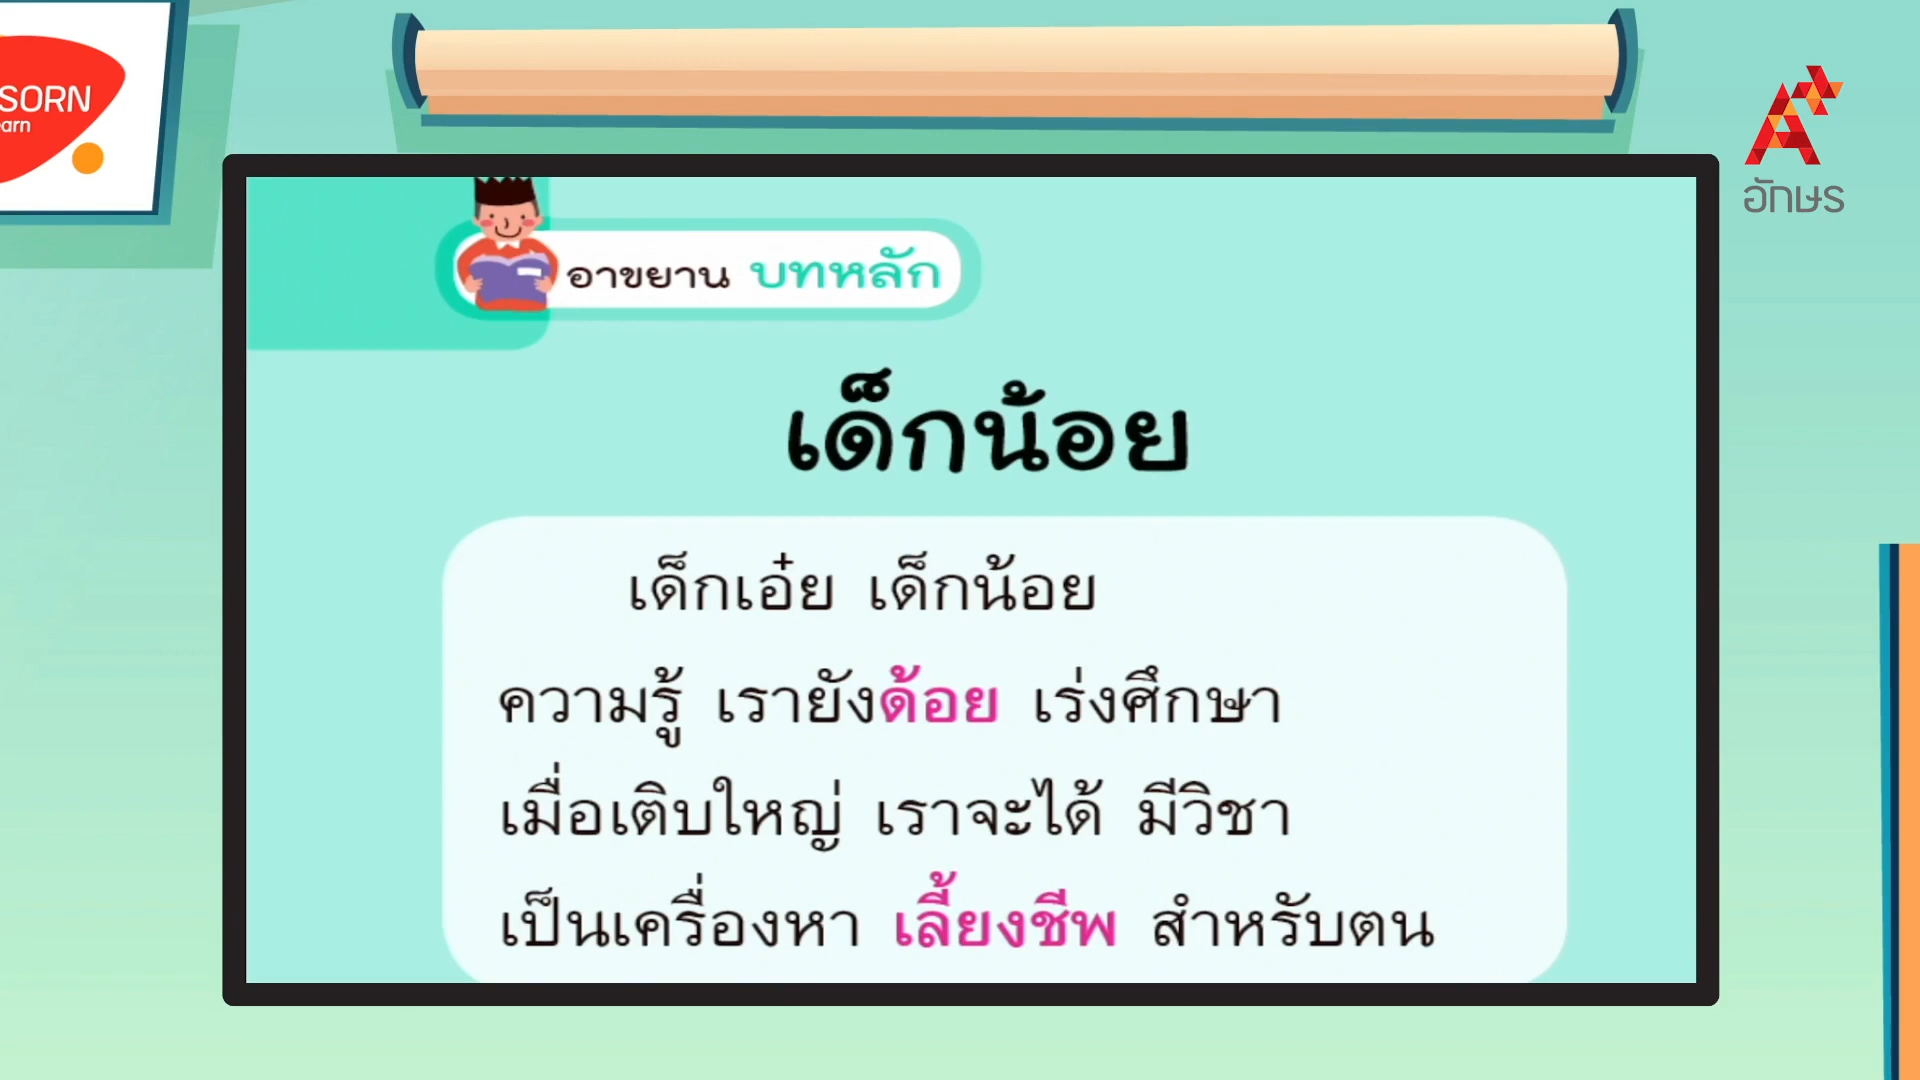 SORN
arn
อักษร
อาขยาน บทหลัก
เด็กน้อย
เด็กเอ๋ย เด็กน้อย
ความรู้ เรายังด้อย เร่งศึกษา
เมื่อเติบใหญ่ เราจะได้ มีวิชา
เป็นเครื่องหา เลี้ยงชีพ สำหรับตน